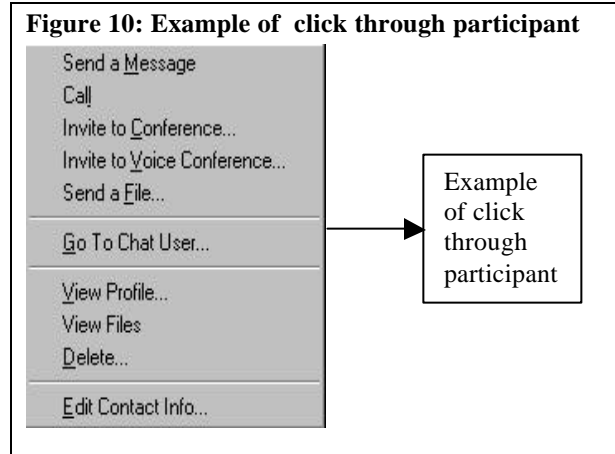 Figure 10: Example of click through participant
Send a Message
Call
Invite to Conference...
Invite to Voice Conference...
Send a File...
Go To Chat User...
View Profile...
View Files
Delete...
Edit Contact Info...
Example
of click
through
participant